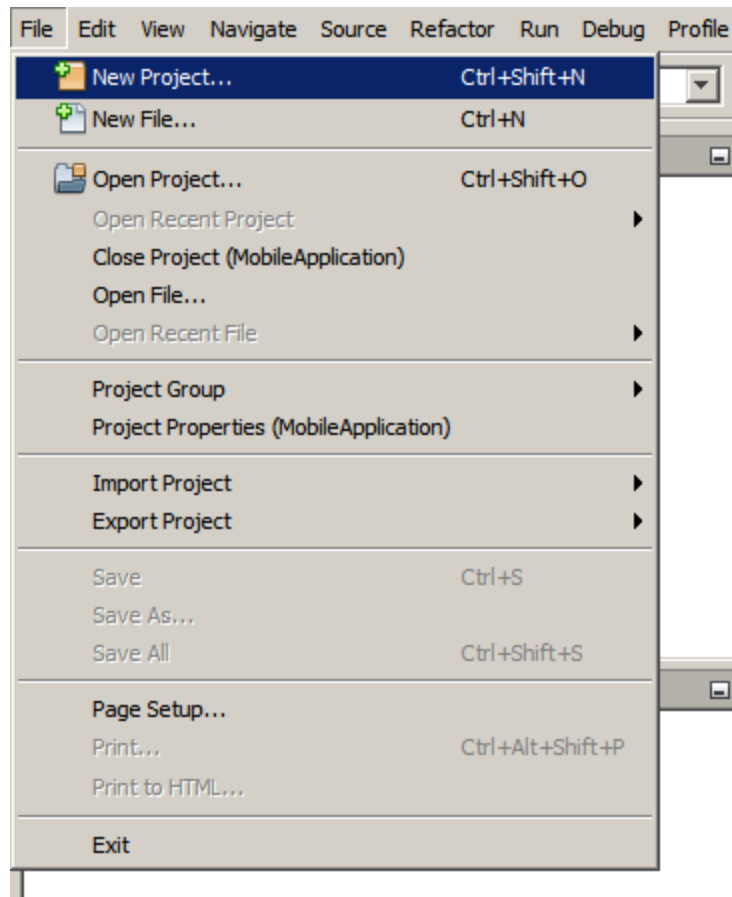 File Edit View Navigate Source Refactor Run Debug Profile
New Project... Ctrl+Shift+N
New File... Ctrl+N
Open Project... Ctrl+Shift+O
Open Recent Project
Close Project (MobileApplication)
Open File...
Open Recent File
Project Group
Project Properties (MobileApplication)
Import Project
Export Project
Save Ctrl+S
Save As...
Save All Ctrl+Shift+S
Page Setup...
Print... Ctrl+Alt+Shift+P
Print to HTML...
Exit